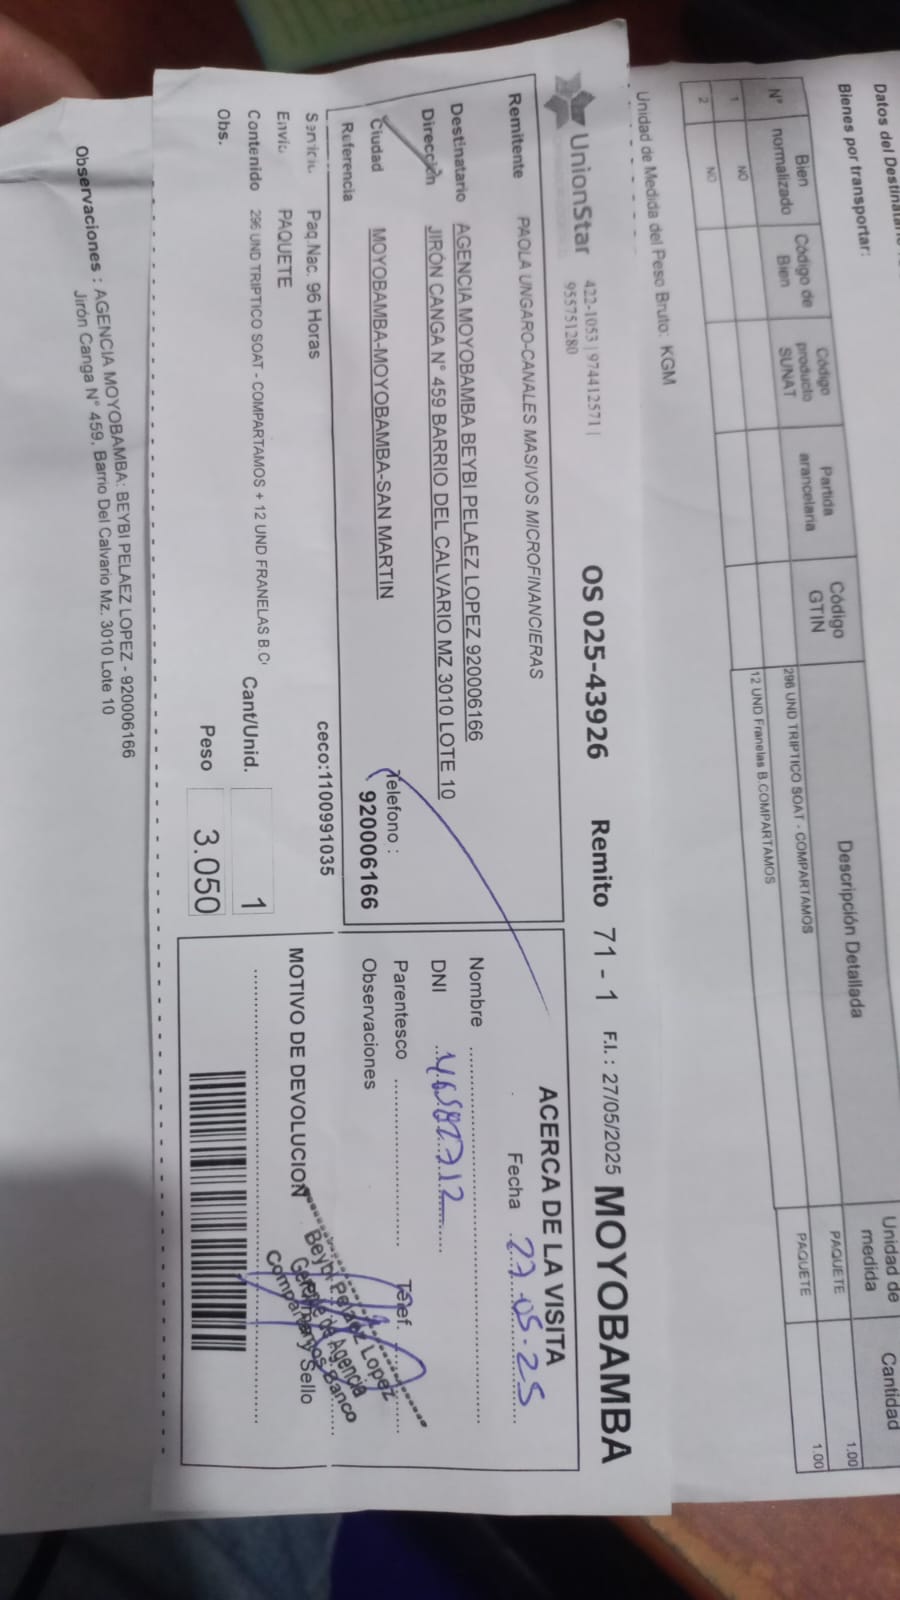 Datos del Destinata
Bienes por transportar:
N° Bien normalizado Código de Bien Código producto SUNAT Partida arancelaria Código GTIN Descripción Detallada Unidad de medida Cantidad
1 NO 296 UND TRIPTICO SOAT - COMPARTAMOS PAQUETE 1.00
2 NO 12 UND Franelas B.COMPARTAMOS PAQUETE 1.00
Unidad de Medida del Peso Bruto: KGM
UnionStar 422-1053 | 974412571 |
955751280
OS 025-43926 Remito 71 - 1 F.I.: 27/05/2025 MOYOBAMBA
Remitente PAOLA UNGARO-CANALES MASIVOS MICROFINANCIERAS
Destinatario AGENCIA MOYOBAMBA BEYBI PELAEZ LOPEZ 920006166
Dirección JIRÓN CANGA N° 459 BARRIO DEL CALVARIO MZ 3010 LOTE 10
Ciudad MOYOBAMBA-MOYOBAMBA-SAN MARTIN
Telefono :
920006166
Referencia
Servicio Paq.Nac. 96 Horas
ceco:1100991035
Envio PAQUETE
Contenido 296 UND TRIPTICO SOAT - COMPARTAMOS + 12 UND FRANELAS B.C
Cant/Unid. 1
Obs.
Peso 3.050
ACERCA DE LA VISITA
Fecha 27.05.25
Nombre
DNI 46582712
Parentesco Telef.
Observaciones
MOTIVO DE DEVOLUCION
Beybi Pelaez Lopez
Gerente de Agencia
Compartamos Banco
Sello
Observaciones : AGENCIA MOYOBAMBA: BEYBI PELAEZ LOPEZ - 920006166
Jirón Canga N° 459, Barrio Del Calvario Mz. 3010 Lote 10